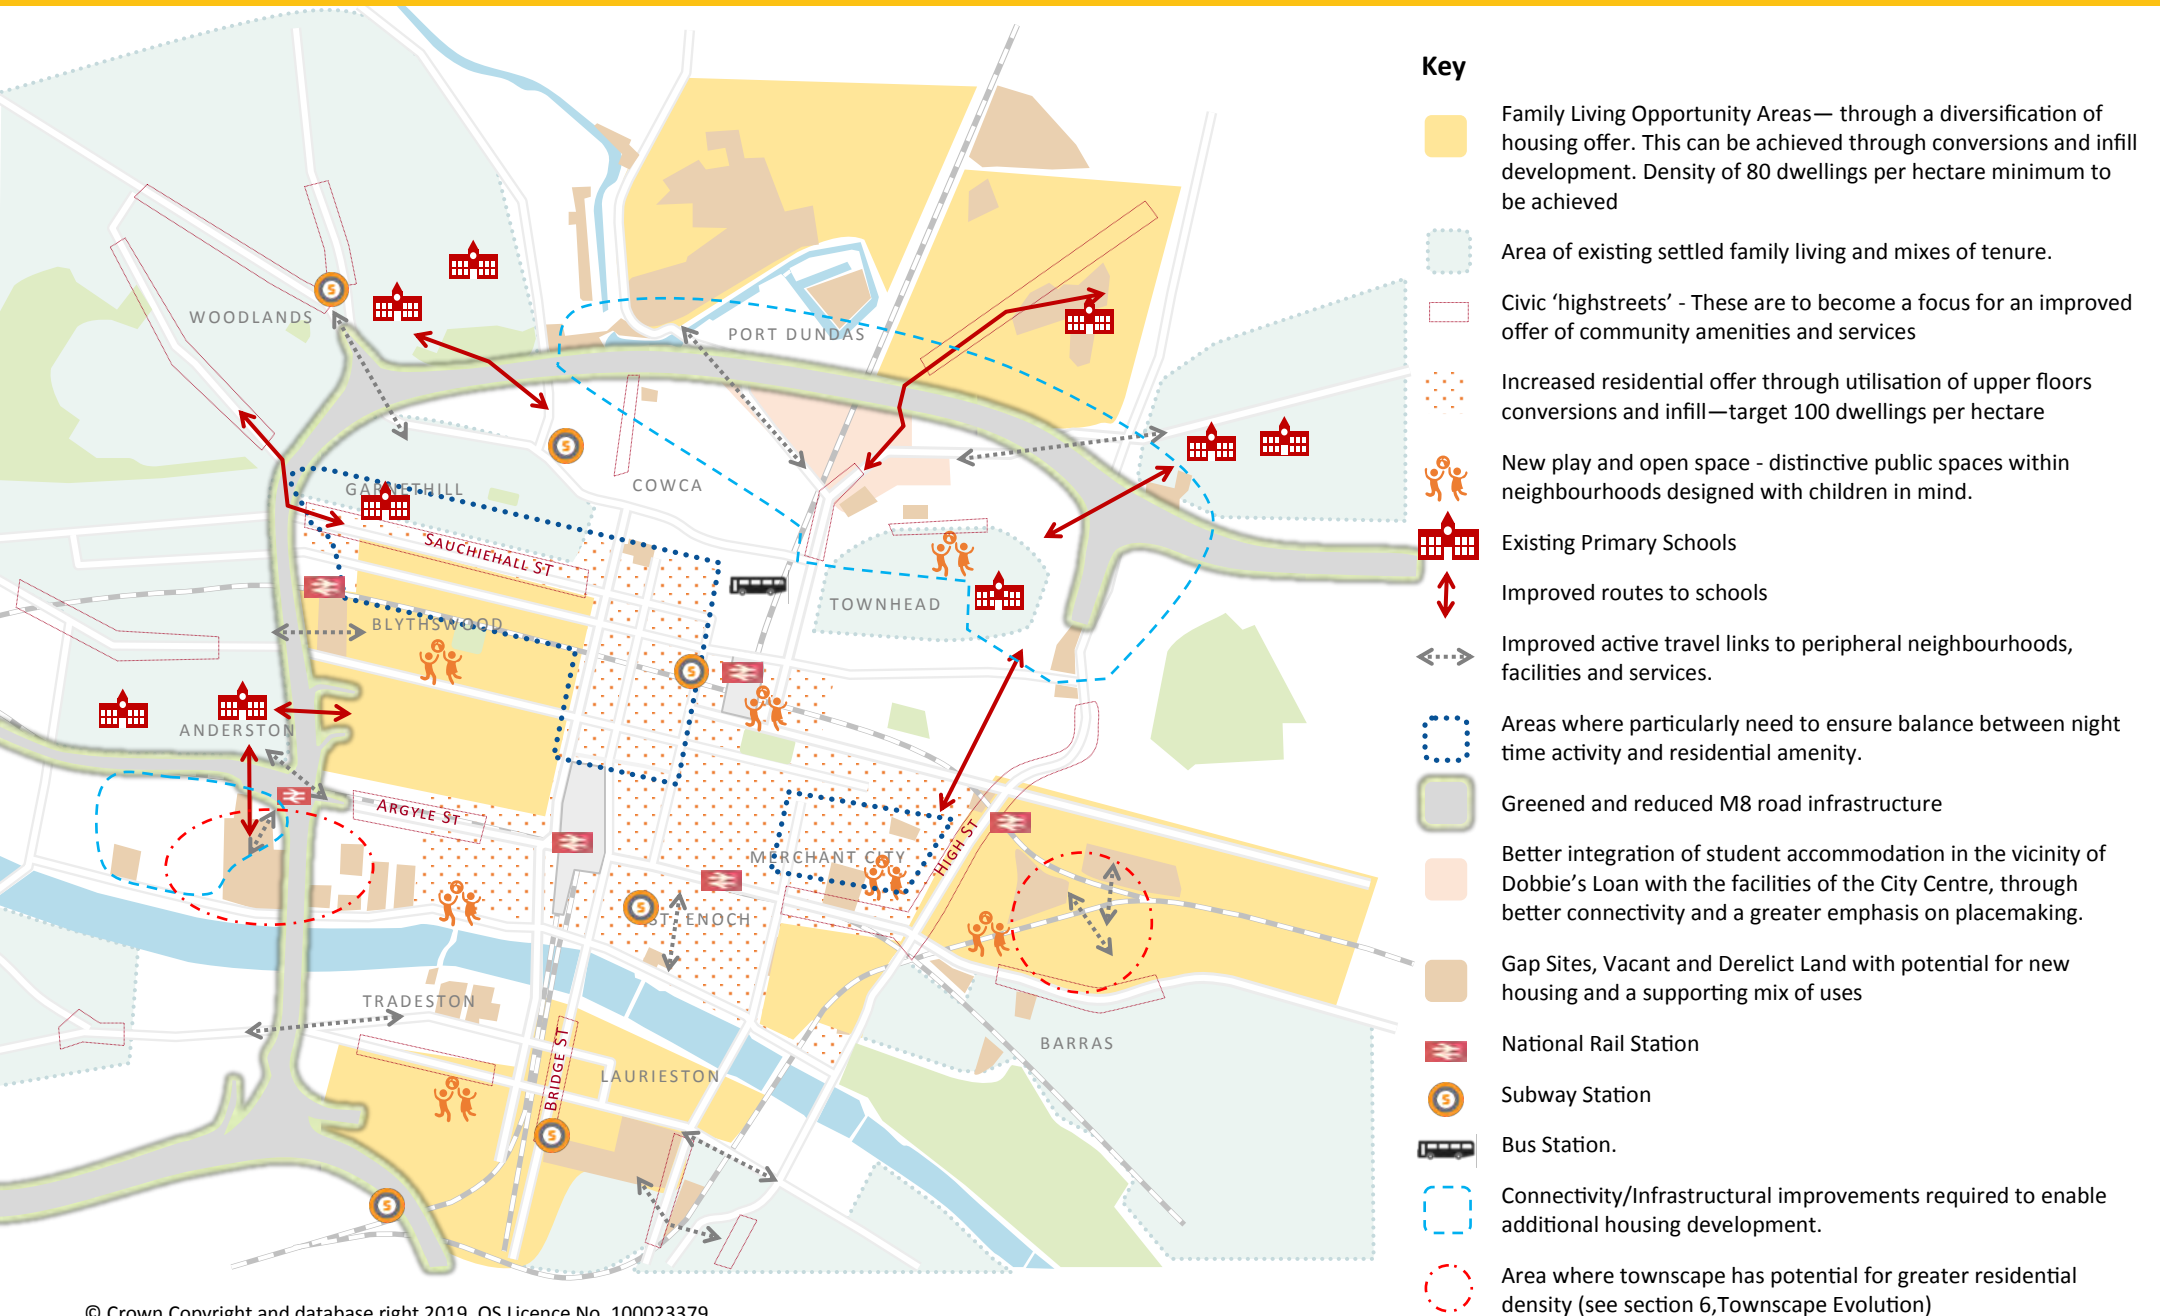 WOODLANDS
PORT DUNDAS
GARNETHILL
COWCA
SAUCHIEHALL ST
TOWNHEAD
BLYTHSWOOD
ANDERSTON
ARGYLE ST
MERCHANT CITY
HIGH ST
ST. ENOCH
TRADESTON
BRIDGE ST
LAURIESTON
BARRAS
© Crown Copyright and database right 2019. OS Licence No. 100023379
Key
Family Living Opportunity Areas— through a diversification of
housing offer. This can be achieved through conversions and infill
development. Density of 80 dwellings per hectare minimum to
be achieved
Area of existing settled family living and mixes of tenure.
Civic ‘highstreets’ - These are to become a focus for an improved
offer of community amenities and services
Increased residential offer through utilisation of upper floors
conversions and infill—target 100 dwellings per hectare
New play and open space - distinctive public spaces within
neighbourhoods designed with children in mind.
Existing Primary Schools
Improved routes to schools
Improved active travel links to peripheral neighbourhoods,
facilities and services.
Areas where particularly need to ensure balance between night
time activity and residential amenity.
Greened and reduced M8 road infrastructure
Better integration of student accommodation in the vicinity of
Dobbie’s Loan with the facilities of the City Centre, through
better connectivity and a greater emphasis on placemaking.
Gap Sites, Vacant and Derelict Land with potential for new
housing and a supporting mix of uses
National Rail Station
Subway Station
Bus Station.
Connectivity/Infrastructural improvements required to enable
additional housing development.
Area where townscape has potential for greater residential
density (see section 6,Townscape Evolution)